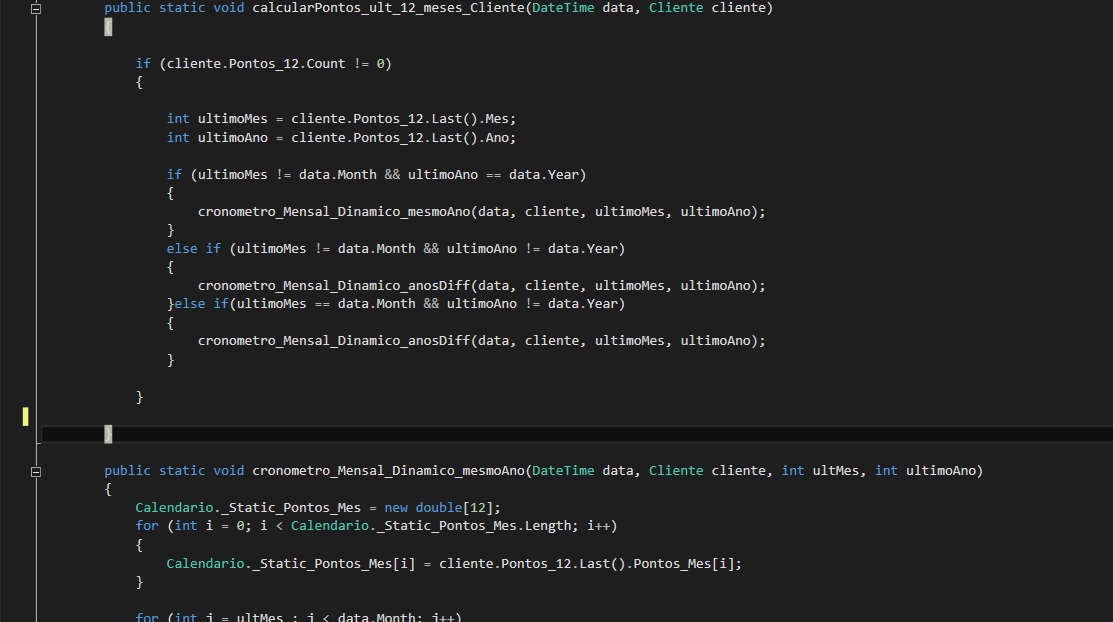 public static void calcularPontos_ult_12_meses_Cliente(DateTime data, Cliente cliente)
{
if (cliente.Pontos_12.Count != 0)
{
int ultimoMes = cliente.Pontos_12.Last().Mes;
int ultimoAno = cliente.Pontos_12.Last().Ano;
if (ultimoMes != data.Month && ultimoAno == data.Year)
{
cronometro_Mensal_Dinamico_mesmoAno(data, cliente, ultimoMes, ultimoAno);
}
else if (ultimoMes != data.Month && ultimoAno != data.Year)
{
cronometro_Mensal_Dinamico_anosDiff(data, cliente, ultimoMes, ultimoAno);
}else if(ultimoMes == data.Month && ultimoAno != data.Year)
{
cronometro_Mensal_Dinamico_anosDiff(data, cliente, ultimoMes, ultimoAno);
}
}
}
public static void cronometro_Mensal_Dinamico_mesmoAno(DateTime data, Cliente cliente, int ultMes, int ultimoAno)
{
Calendario._Static_Pontos_Mes = new double[12];
for (int i = 0; i < Calendario._Static_Pontos_Mes.Length; i++)
{
Calendario._Static_Pontos_Mes[i] = cliente.Pontos_12.Last().Pontos_Mes[i];
}
for (int i = ultMes ; i < data.Month; i++)